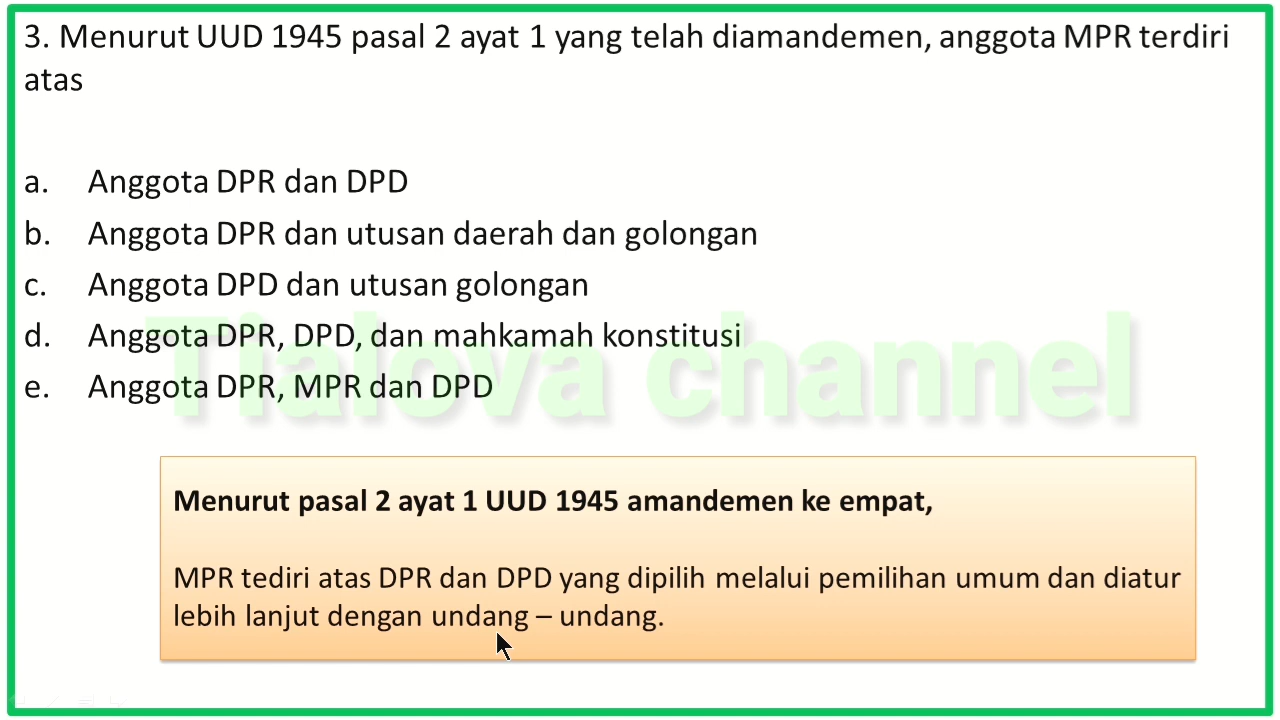 3. Menurut UUD 1945 pasal 2 ayat 1 yang telah diamandemen, anggota MPR terdiri
atas
a. Anggota DPR dan DPD
b. Anggota DPR dan utusan daerah dan golongan
c. Anggota DPD dan utusan golongan
d. Anggota DPR, DPD, dan mahkamah konstitusi
e. Anggota DPR, MPR dan DPD
Tialova channel
Menurut pasal 2 ayat 1 UUD 1945 amandemen ke empat,
MPR tediri atas DPR dan DPD yang dipilih melalui pemilihan umum dan diatur
lebih lanjut dengan undang – undang.